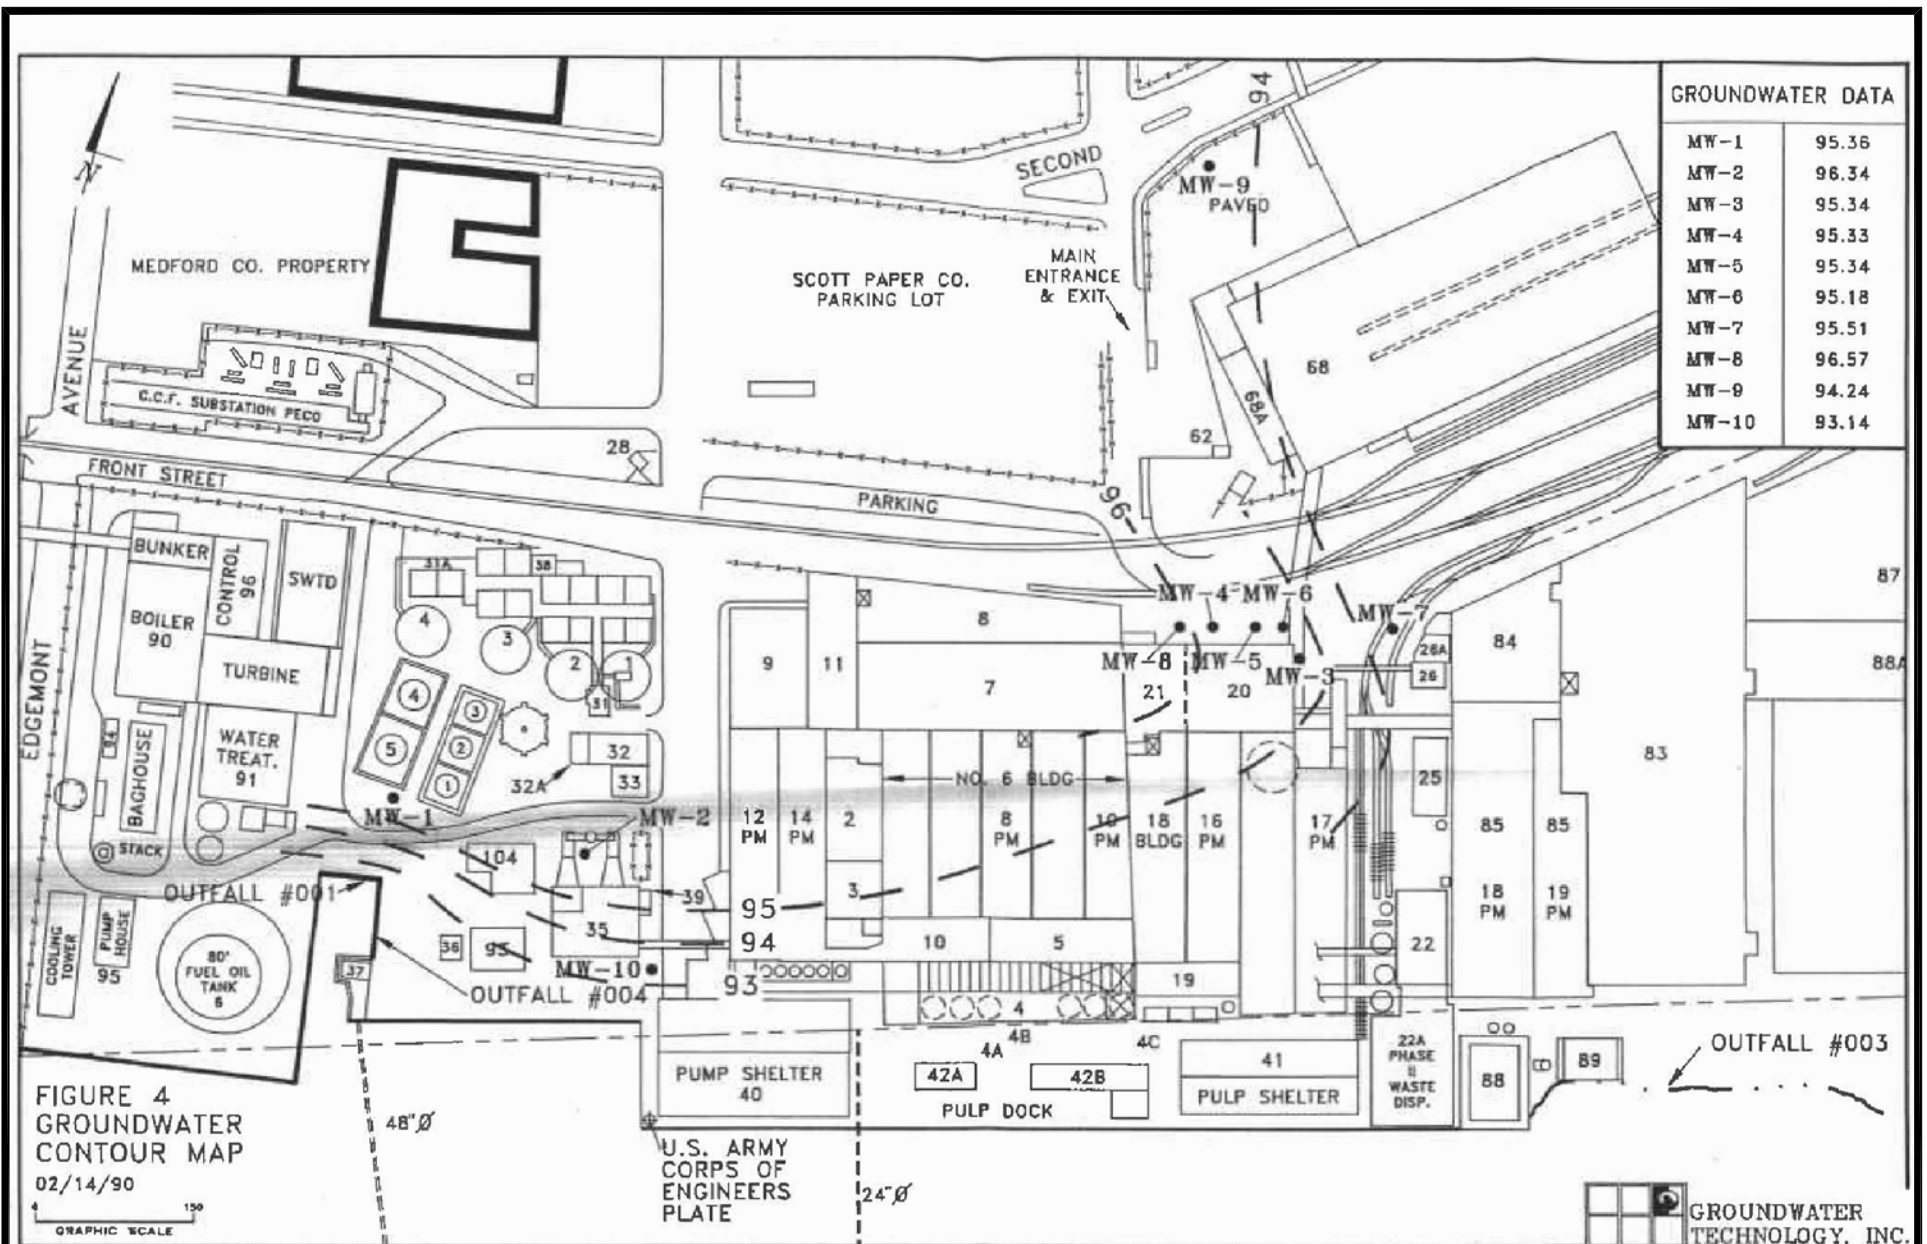 GROUNDWATER DATA
MW-1 95.36
MW-2 96.34
MW-3 95.34
MW-4 95.33
MW-5 95.34
MW-6 95.18
MW-7 95.51
MW-8 96.57
MW-9 94.24
MW-10 93.14
94
N
SECOND
MW-9
PAVED
MEDFORD CO. PROPERTY
SCOTT PAPER CO.
PARKING LOT
MAIN
ENTRANCE
& EXIT
AVENUE
C.C.F. SUBSTATION PECO
68
68A
62
28
FRONT STREET
PARKING
96
BUNKER
CONTROL
96
SWTD
BOILER
90
TURBINE
WATER
TREAT.
91
EDGEMONT
94
BAGHOUSE
STACK
31A
38
4
3
2
1
31
4
5
3
2
1
32
32A
33
MW-1
MW-2
104
OUTFALL #001
39
35
36
93
37
MW-10
OUTFALL #004
COOLING
TOWER
PUMP
HOUSE
95
80'
FUEL OIL
TANK
6
8
9
11
7
MW-4
MW-6
MW-7
MW-8
MW-5
MW-3
21
20
26A
26
84
87
88A
83
NO. 6 BLDG
12
PM
14
PM
2
8
PM
10
PM
18
BLDG
16
PM
17
PM
25
85
85
3
18
PM
19
PM
95
94
93
10
5
22
19
4
4A
4B
4C
PUMP SHELTER
40
42A
42B
PULP DOCK
41
PULP SHELTER
22A
PHASE
II
WASTE
DISP.
88
89
OUTFALL #003
FIGURE 4
GROUNDWATER
CONTOUR MAP
02/14/90
150
GRAPHIC SCALE
48"Ø
24"Ø
U.S. ARMY
CORPS OF
ENGINEERS
PLATE
GROUNDWATER
TECHNOLOGY, INC.